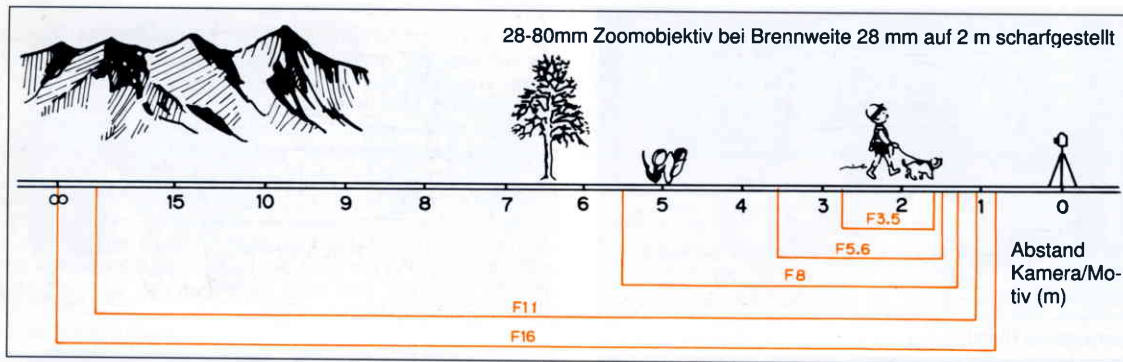 28-80mm Zoomobjektiv bei Brennweite 28 mm auf 2 m scharfgestellt
∞ 15 10 9 8 7 6 5 4 3 2 1 0
F3.5
F5.6
F8
F11
F16
Abstand
Kamera/Mo-
tiv (m)